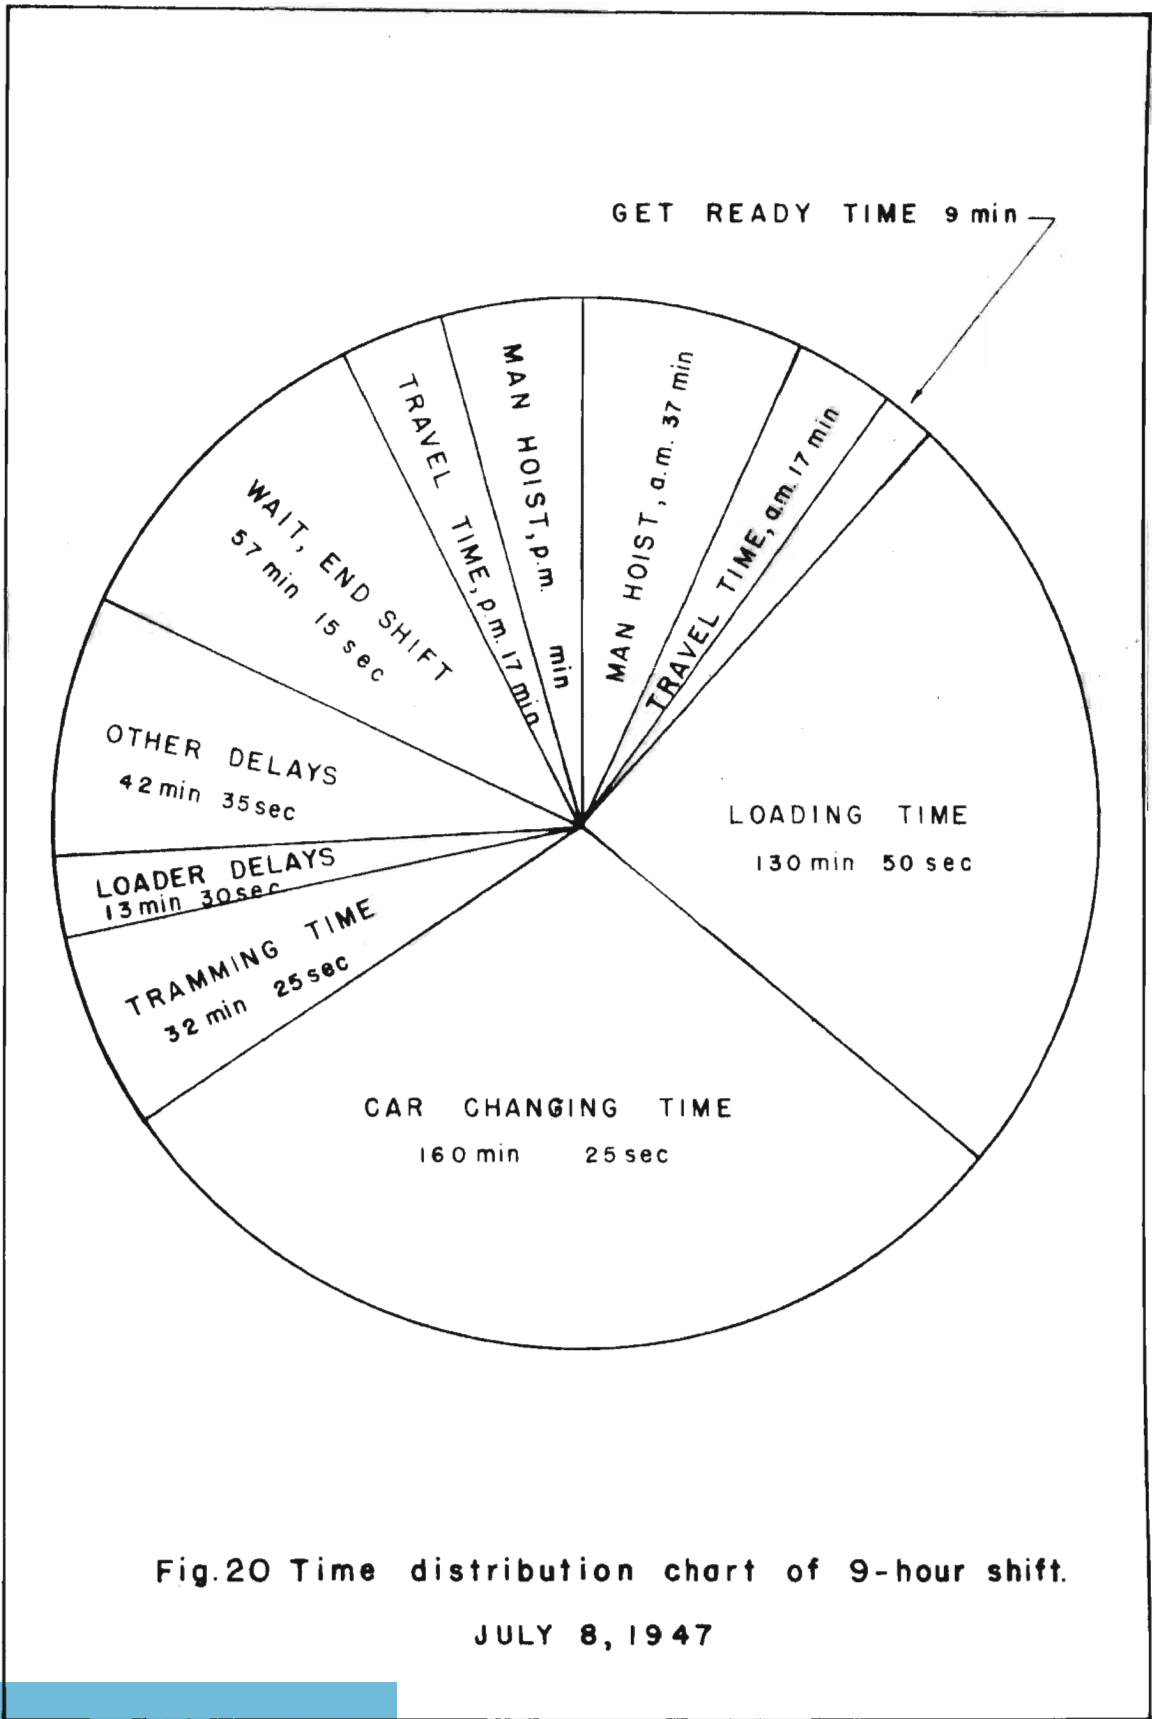 GET READY TIME 9 min
MAN HOIST, a.m. 37 min
TRAVEL TIME, a.m. 17 min
LOADING TIME
130 min 50 sec
CAR CHANGING TIME
160 min 25 sec
TRAMMING TIME
32 min 25 sec
LOADER DELAYS
13 min 30 sec
OTHER DELAYS
42 min 35 sec
WAIT, END SHIFT
57 min 15 sec
TRAVEL TIME, p.m. 17 min
MAN HOIST, p.m. min
Fig. 20 Time distribution chart of 9-hour shift.
JULY 8, 1947